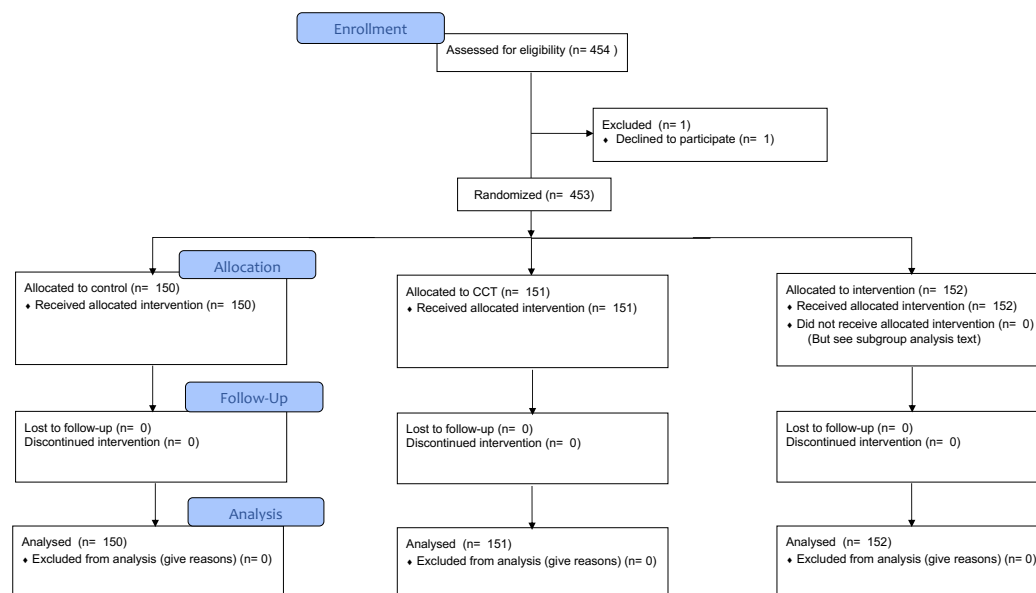 Enrollment
Assessed for eligibility (n= 454 )
Excluded (n= 1)
♦ Declined to participate (n= 1)
Randomized (n= 453)
Allocation
Allocated to control (n= 150)
♦ Received allocated intervention (n= 150)
Allocated to CCT (n= 151)
♦ Received allocated intervention (n= 151)
Allocated to intervention (n= 152)
♦ Received allocated intervention (n= 152)
♦ Did not receive allocated intervention (n= 0)
(But see subgroup analysis text)
Follow-Up
Lost to follow-up (n= 0)
Discontinued intervention (n= 0)
Lost to follow-up (n= 0)
Discontinued intervention (n= 0)
Lost to follow-up (n= 0)
Discontinued intervention (n= 0)
Analysis
Analysed (n= 150)
♦ Excluded from analysis (give reasons) (n= 0)
Analysed (n= 151)
♦ Excluded from analysis (give reasons) (n= 0)
Analysed (n= 152)
♦ Excluded from analysis (give reasons) (n= 0)